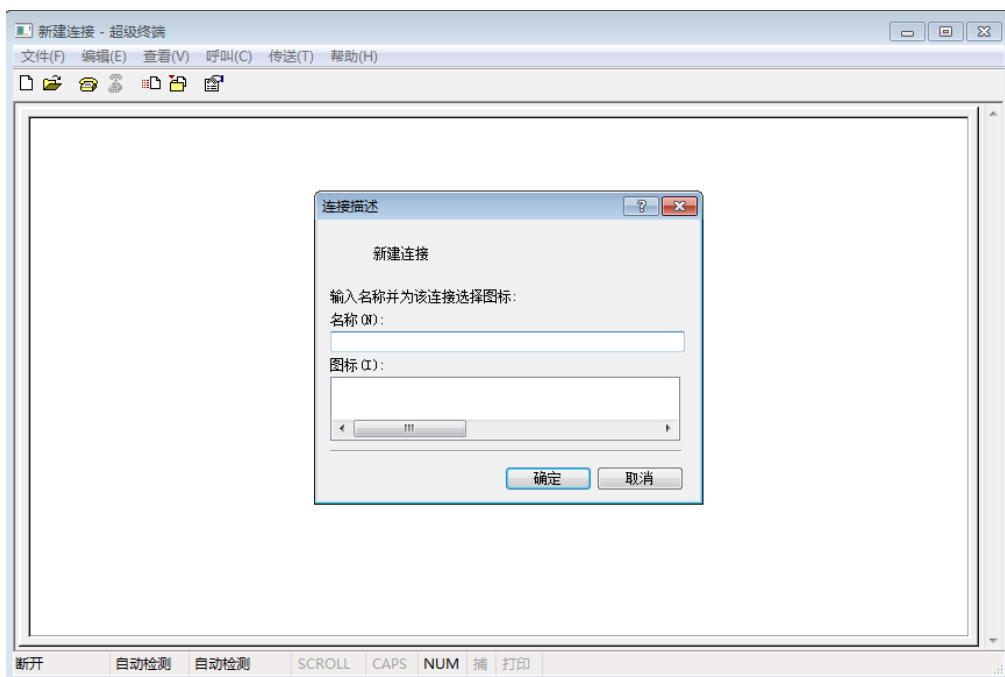 新建连接 - 超级终端
文件(F) 编辑(E) 查看(V) 呼叫(C) 传送(T) 帮助(H)
连接描述
新建连接
输入名称并为该连接选择图标:
名称(N):
图标(I):
确定 取消
断开 自动检测 自动检测 SCROLL CAPS NUM 捕 打印